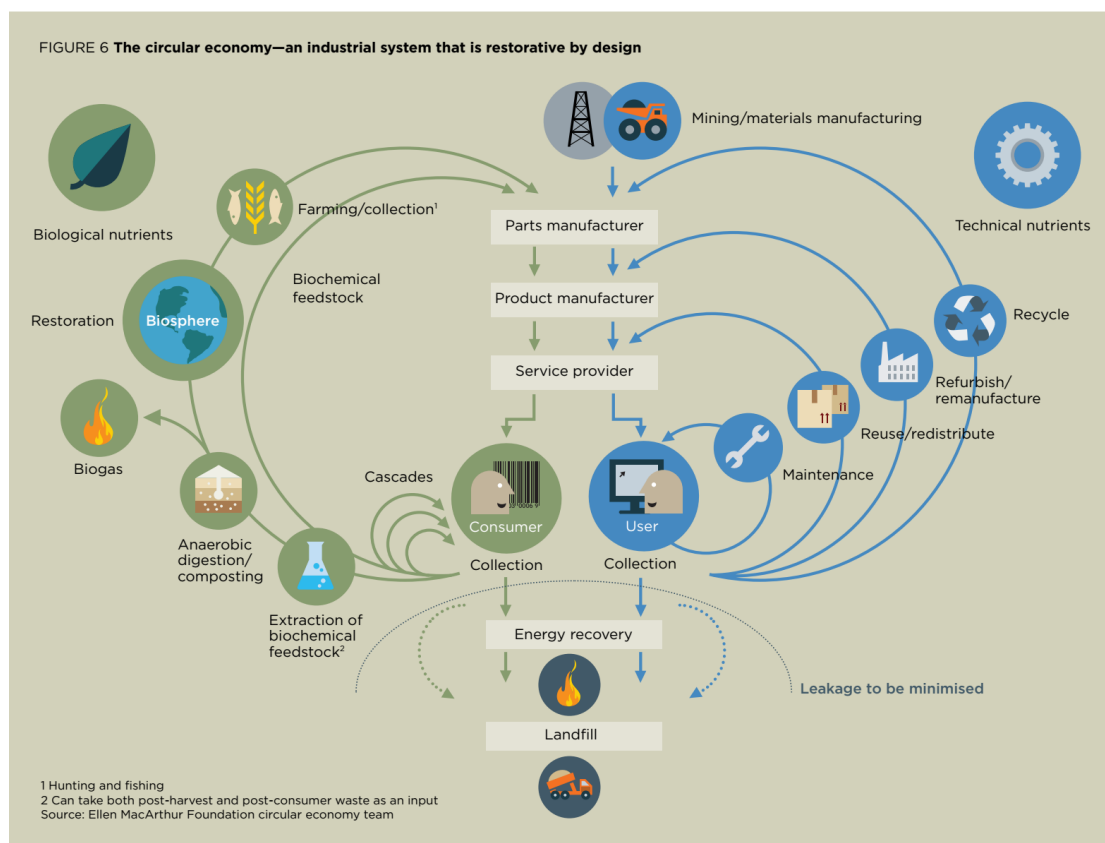 FIGURE 6 The circular economy—an industrial system that is restorative by design
Mining/materials manufacturing
Biological nutrients
Farming/collection¹
Parts manufacturer
Technical nutrients
Biochemical
feedstock
Product manufacturer
Restoration
Biosphere
Recycle
Service provider
Refurbish/
remanufacture
Biogas
Reuse/redistribute
Cascades
Maintenance
Consumer
User
Anaerobic
digestion/
composting
Collection
Collection
Extraction of
biochemical
feedstock²
Energy recovery
Leakage to be minimised
Landfill
1 Hunting and fishing
2 Can take both post-harvest and post-consumer waste as an input
Source: Ellen MacArthur Foundation circular economy team